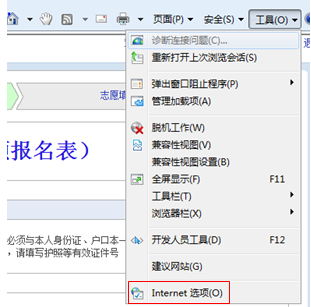 页面(P) 安全(S) 工具(O)
诊断连接问题(C)...
重新打开上次浏览会话(S)
志愿填
弹出窗口阻止程序(P)
管理加载项(A)
报名表）
脱机工作(W)
兼容性视图(V)
兼容性视图设置(B)
全屏显示(F) F11
工具栏(T)
浏览器栏(X)
必须与本人身份证、户口本一
，请填写护照等有效证件号
开发人员工具(D) F12
建议网站(G)
Internet 选项(O)